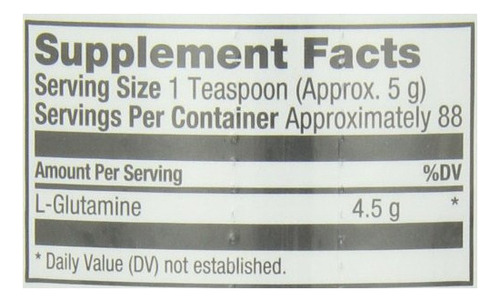 Supplement Facts
Serving Size 1 Teaspoon (Approx. 5 g)
Servings Per Container Approximately 88
Amount Per Serving %DV
L-Glutamine 4.5 g *
* Daily Value (DV) not established.